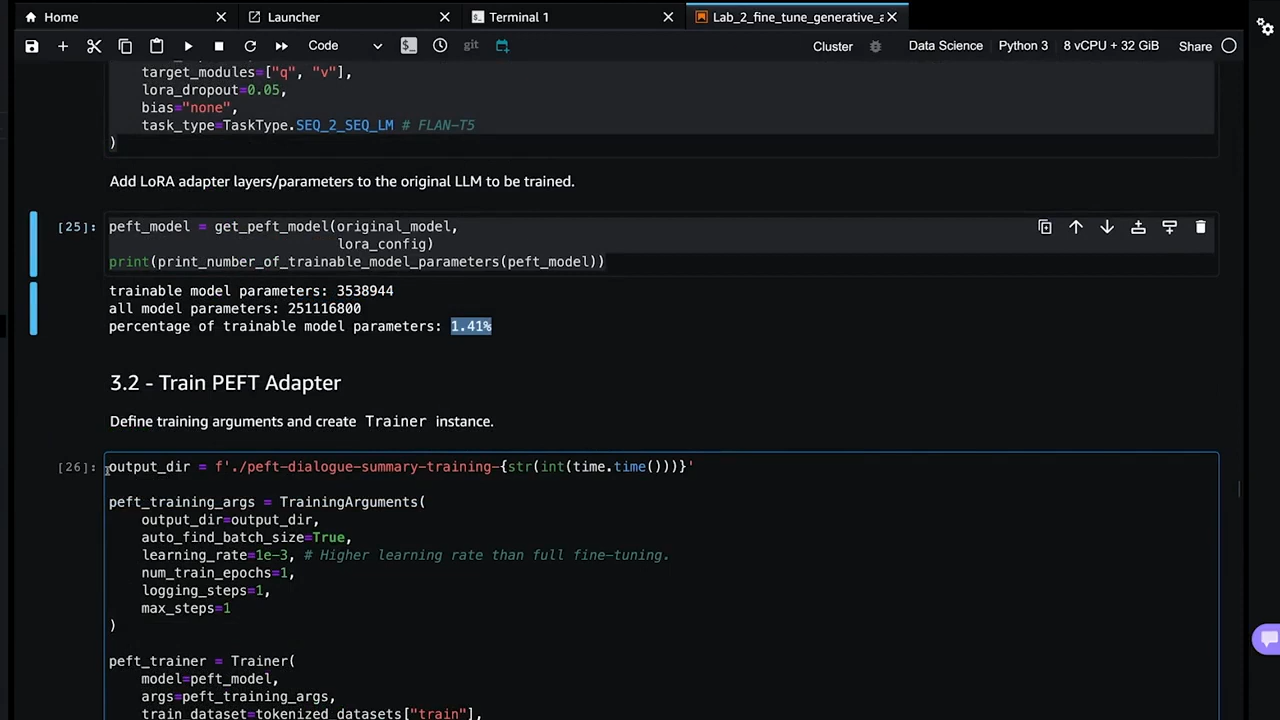 Home
Launcher
Terminal 1
Lab_2_fine_tune_generative_a
Code
git
Cluster
Data Science
Python 3
8 vCPU + 32 GiB
Share
target_modules=["q", "v"],
lora_dropout=0.05,
bias="none",
task_type=TaskType.SEQ_2_SEQ_LM # FLAN-T5
)
Add LoRA adapter layers/parameters to the original LLM to be trained.
[25]: peft_model = get_peft_model(original_model,
lora_config)
print(print_number_of_trainable_model_parameters(peft_model))
trainable model parameters: 3538944
all model parameters: 251116800
percentage of trainable model parameters: 1.41%
3.2 - Train PEFT Adapter
Define training arguments and create Trainer instance.
[26]: output_dir = f'./peft-dialogue-summary-training-{str(int(time.time()))}'
peft_training_args = TrainingArguments(
output_dir=output_dir,
auto_find_batch_size=True,
learning_rate=1e-3, # Higher learning rate than full fine-tuning.
num_train_epochs=1,
logging_steps=1,
max_steps=1
)
peft_trainer = Trainer(
model=peft_model,
args=peft_training_args,
train_dataset=tokenized_datasets["train"],